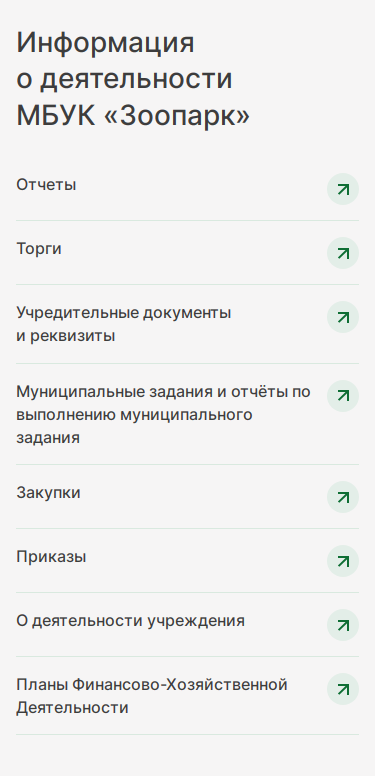 Информация
о деятельности
МБУК «Зоопарк»
Отчеты
Торги
Учредительные документы
и реквизиты
Муниципальные задания и отчёты по
выполнению муниципального
задания
Закупки
Приказы
О деятельности учреждения
Планы Финансово-Хозяйственной
Деятельности